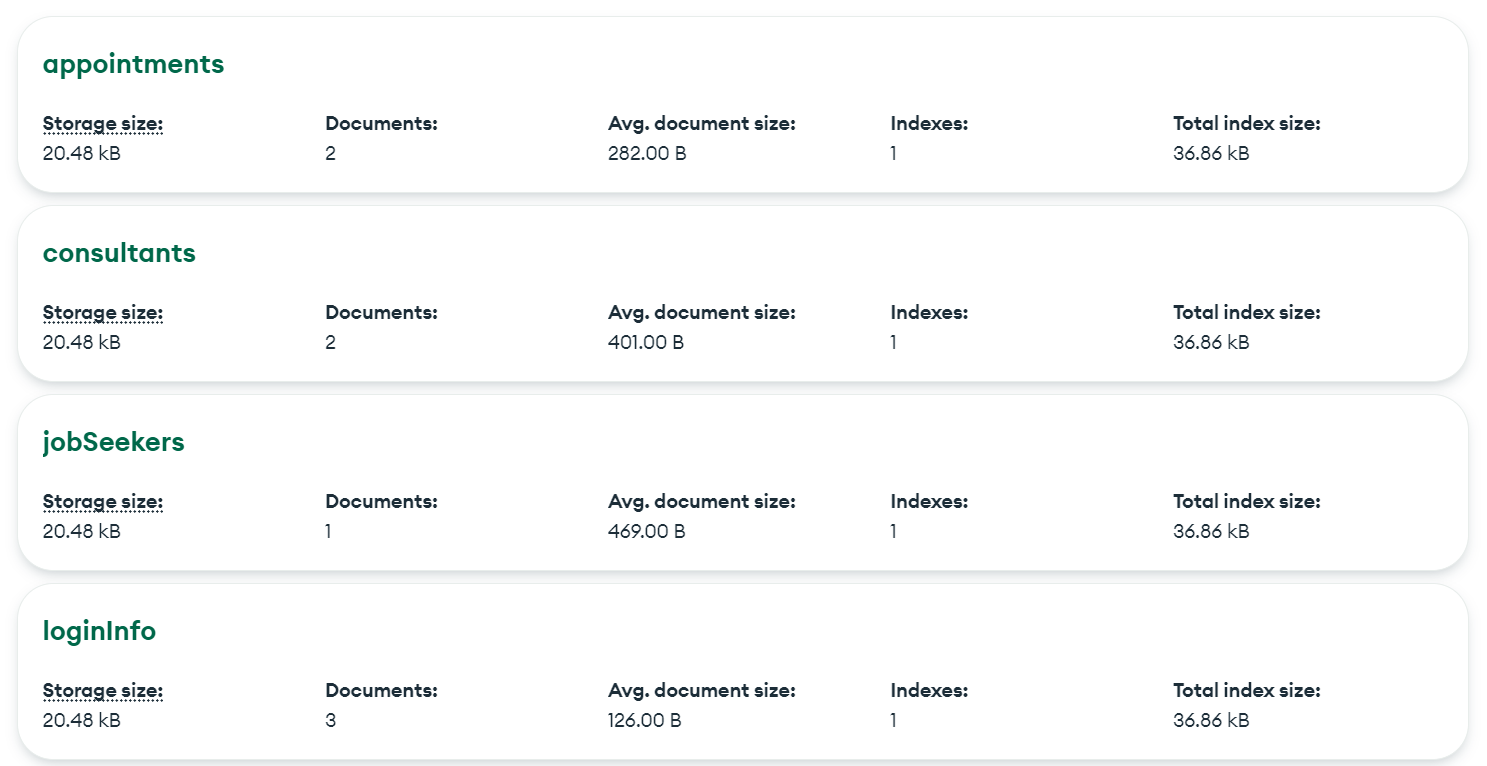 appointments
Storage size: Documents: Avg. document size: Indexes: Total index size:
20.48 kB 2 282.00 B 1 36.86 kB
consultants
Storage size: Documents: Avg. document size: Indexes: Total index size:
20.48 kB 2 401.00 B 1 36.86 kB
jobSeekers
Storage size: Documents: Avg. document size: Indexes: Total index size:
20.48 kB 1 469.00 B 1 36.86 kB
loginInfo
Storage size: Documents: Avg. document size: Indexes: Total index size:
20.48 kB 3 126.00 B 1 36.86 kB